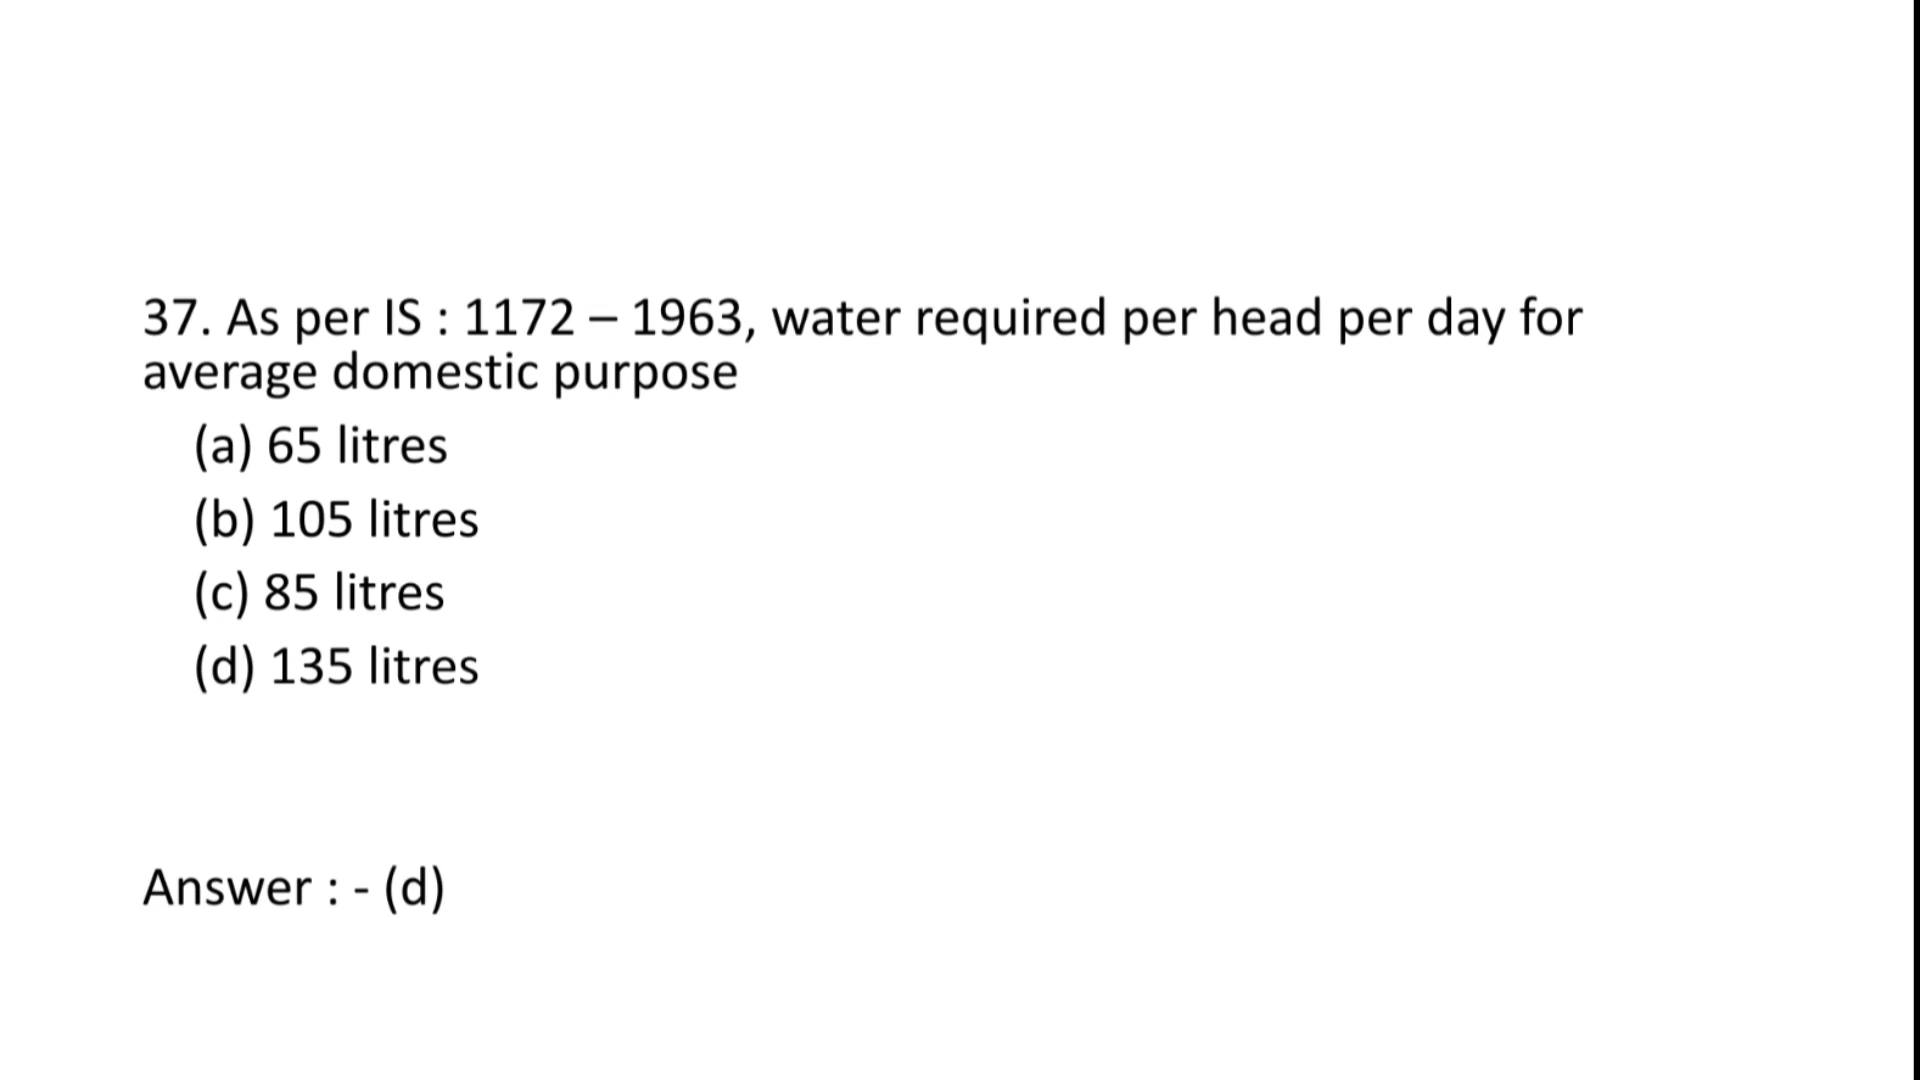 37. As per IS : 1172 – 1963, water required per head per day for
average domestic purpose
(a) 65 litres
(b) 105 litres
(c) 85 litres
(d) 135 litres
Answer : - (d)